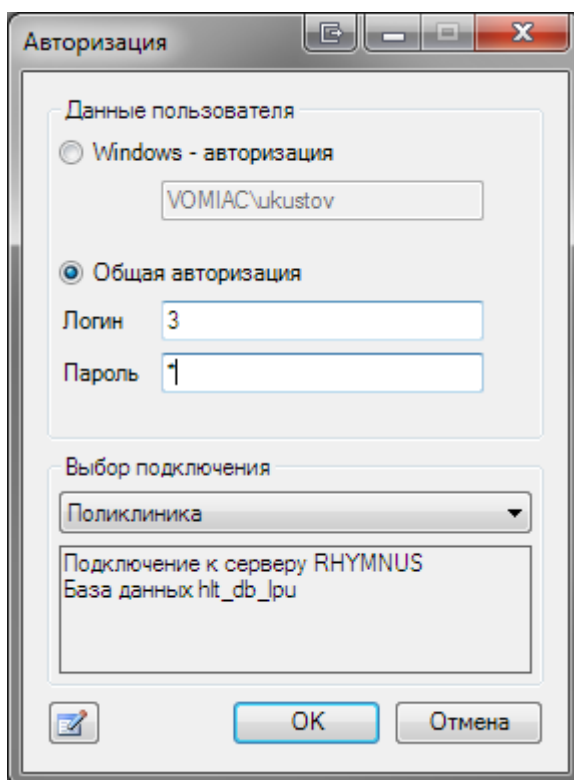 Авторизация
Данные пользователя
Windows - авторизация
VOMIAC\ukustov
Общая авторизация
Логин 3
Пароль *
Выбор подключения
Поликлиника
Подключение к серверу RHYMNUS
База данных hlt_db_lpu
OK Отмена